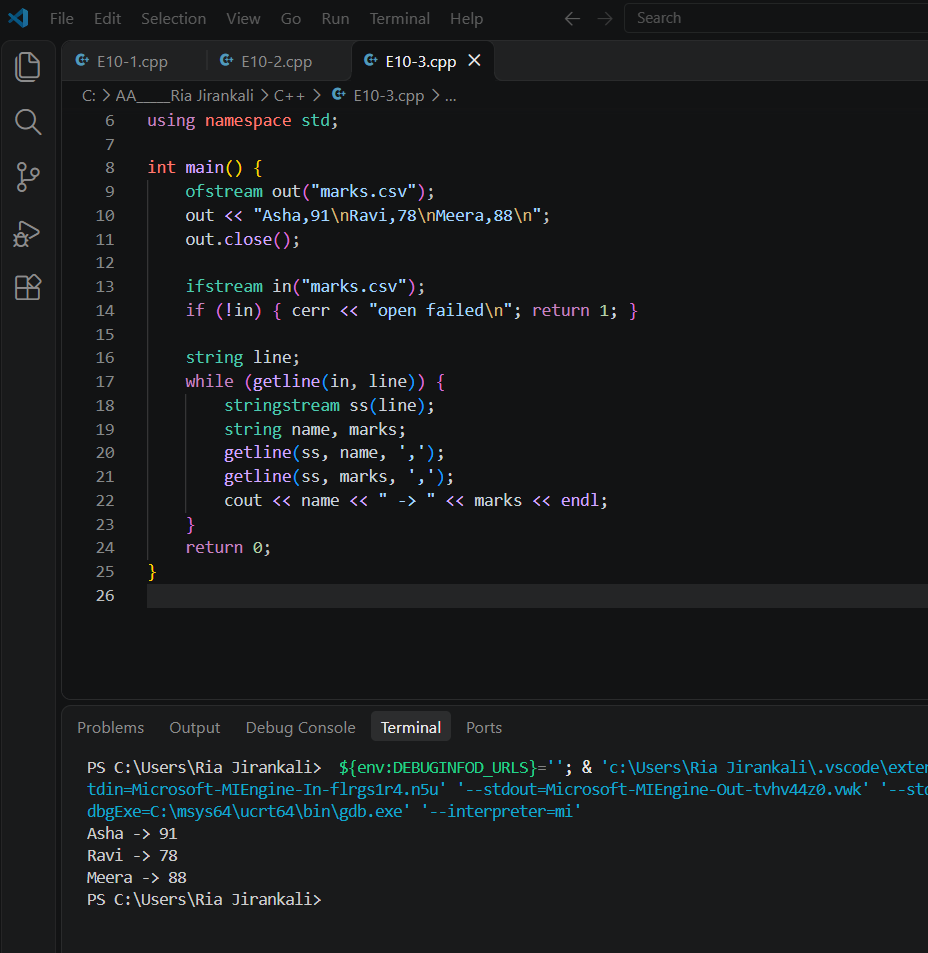 File Edit Selection View Go Run Terminal Help Search
E10-1.cpp E10-2.cpp E10-3.cpp
C: > AA____Ria Jirankali > C++ > E10-3.cpp > ...
6 using namespace std;
7
8 int main() {
9 ofstream out("marks.csv");
10 out << "Asha,91\nRavi,78\nMeera,88\n";
11 out.close();
12
13 ifstream in("marks.csv");
14 if (!in) { cerr << "open failed\n"; return 1; }
15
16 string line;
17 while (getline(in, line)) {
18 stringstream ss(line);
19 string name, marks;
20 getline(ss, name, ',');
21 getline(ss, marks, ',');
22 cout << name << " -> " << marks << endl;
23 }
24 return 0;
25 }
26
Problems Output Debug Console Terminal Ports
PS C:\Users\Ria Jirankali> ${env:DEBUGINFOD_URLS}=''; & 'c:\Users\Ria Jirankali\.vscode\exten
tdin=Microsoft-MIEngine-In-flrgs1r4.n5u' '--stdout=Microsoft-MIEngine-Out-tvhv44z0.vwk' '--std
dbgExe=C:\msys64\ucrt64\bin\gdb.exe' '--interpreter=mi'
Asha -> 91
Ravi -> 78
Meera -> 88
PS C:\Users\Ria Jirankali>